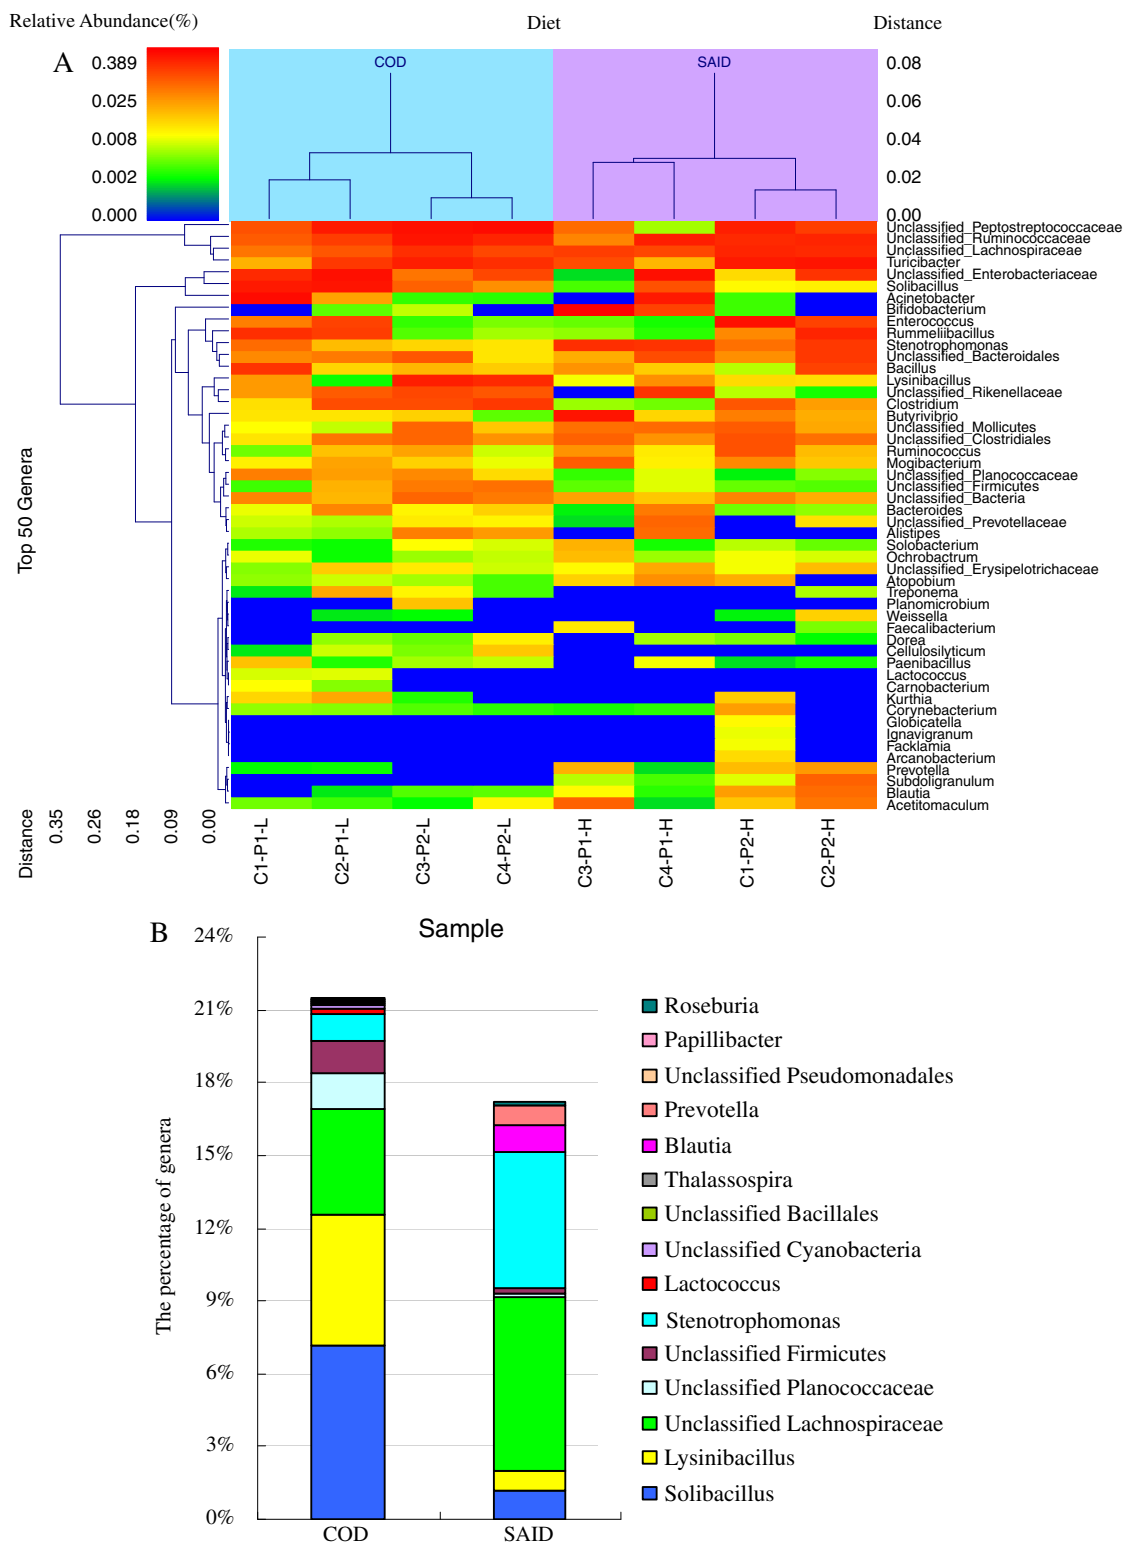 Relative Abundance(%)
Diet
Distance
A
0.389
0.025
0.008
0.002
0.000
COD
SAID
0.08
0.06
0.04
0.02
0.00
Unclassified_Peptostreptococcaceae
Unclassified_Ruminococcaceae
Unclassified_Lachnospiraceae
Turicibacter
Unclassified_Enterobacteriaceae
Solibacillus
Acinetobacter
Bifidobacterium
Enterococcus
Rummeliibacillus
Stenotrophomonas
Unclassified_Bacteroidales
Bacillus
Lysinibacillus
Unclassified_Rikenellaceae
Clostridium
Butyrivibrio
Unclassified_Mollicutes
Unclassified_Clostridiales
Ruminococcus
Mogibacterium
Unclassified_Planococcaceae
Unclassified_Firmicutes
Unclassified_Bacteria
Bacteroides
Unclassified_Prevotellaceae
Alistipes
Solobacterium
Ochrobactrum
Unclassified_Erysipelotrichaceae
Atopobium
Treponema
Planomicrobium
Weissella
Faecalibacterium
Dorea
Cellulosilyticum
Paenibacillus
Lactococcus
Carnobacterium
Kurthia
Corynebacterium
Globicatella
Ignavigranum
Facklamia
Arcanobacterium
Prevotella
Subdoligranulum
Blautia
Acetitomaculum
Top 50 Genera
Distance
0.35
0.26
0.18
0.09
0.00
C1-P1-L
C2-P1-L
C3-P2-L
C4-P2-L
C3-P1-H
C4-P1-H
C1-P2-H
C2-P2-H
Sample
B
24%
21%
18%
15%
12%
9%
6%
3%
0%
The percentage of genera
COD
SAID
Roseburia
Papillibacter
Unclassified Pseudomonadales
Prevotella
Blautia
Thalassospira
Unclassified Bacillales
Unclassified Cyanobacteria
Lactococcus
Stenotrophomonas
Unclassified Firmicutes
Unclassified Planococcaceae
Unclassified Lachnospiraceae
Lysinibacillus
Solibacillus